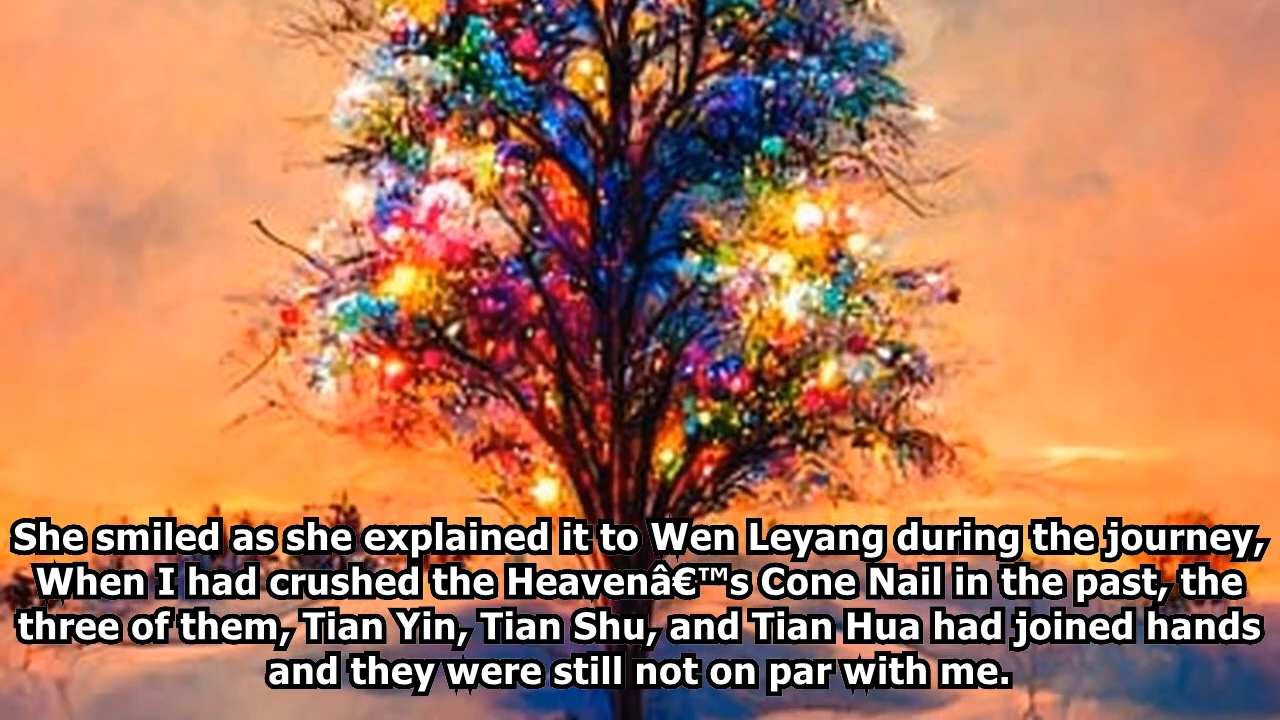 She smiled as she explained it to Wen Leyang during the journey,
When I had crushed the Heavenâ€™s Cone Nail in the past, the
three of them, Tian Yin, Tian Shu, and Tian Hua had joined hands
and they were still not on par with me.